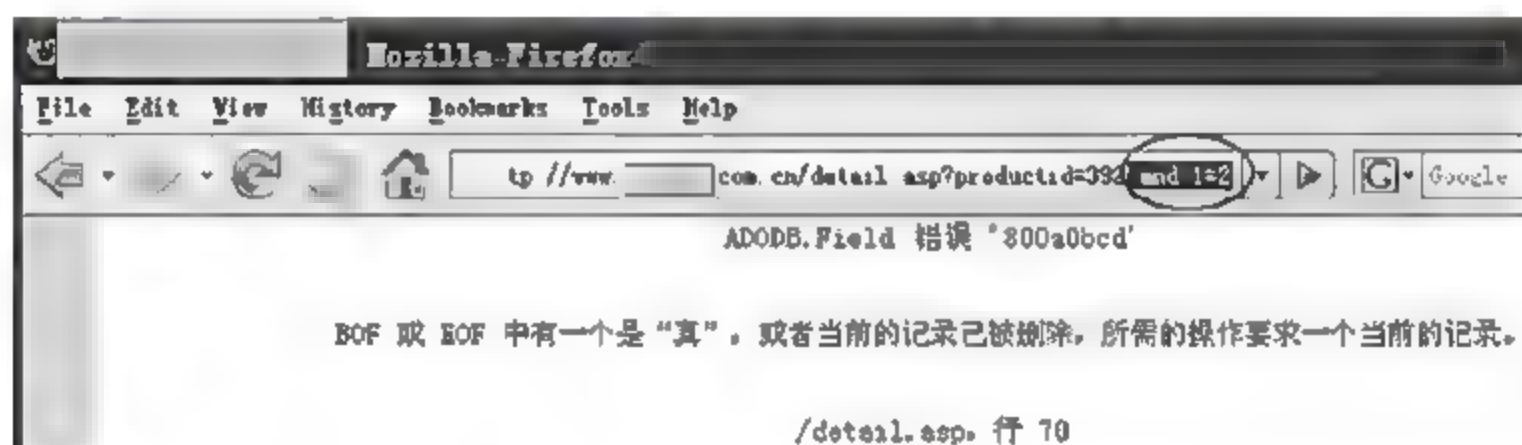 Mozilla Firefox
File Edit View History Bookmarks Tools Help
tp //www. com.cn/detail asp?productid=392 and 1=2 Google
ADODB.Field 错误 '800a0bcd'
BOF 或 EOF 中有一个是“真”，或者当前的记录已被删除，所需的操作要求一个当前的记录。
/detail.asp, 行 70